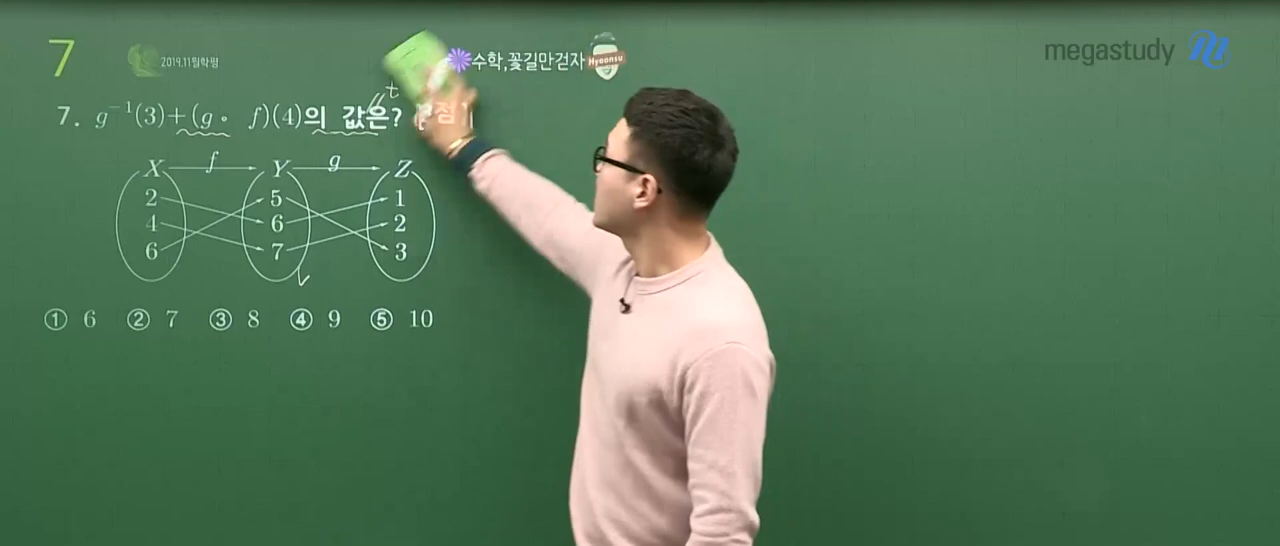 7
2019.11월학평
수학,꽃길만걷자
Hyeonsu
megastudy
t
7. g⁻¹(3)+(g∘ f)(4)의 값은? [ 점]
X f Y g Z
2 5 1
4 6 2
6 7 3
① 6 ② 7 ③ 8 ④ 9 ⑤ 10